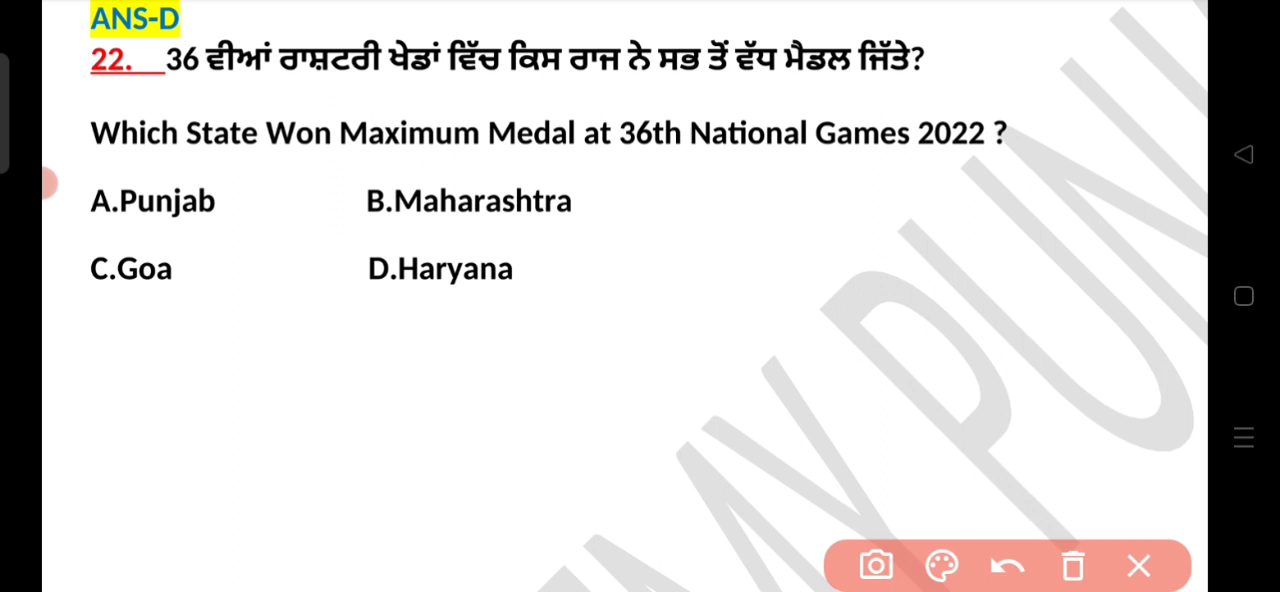 ANS-D
22. 36 ਵੀਆਂ ਰਾਸ਼ਟਰੀ ਖੇਡਾਂ ਵਿੱਚ ਕਿਸ ਰਾਜ ਨੇ ਸਭ ਤੋਂ ਵੱਧ ਮੈਡਲ ਜਿੱਤੇ?
Which State Won Maximum Medal at 36th National Games 2022 ?
A.Punjab B.Maharashtra
C.Goa D.Haryana